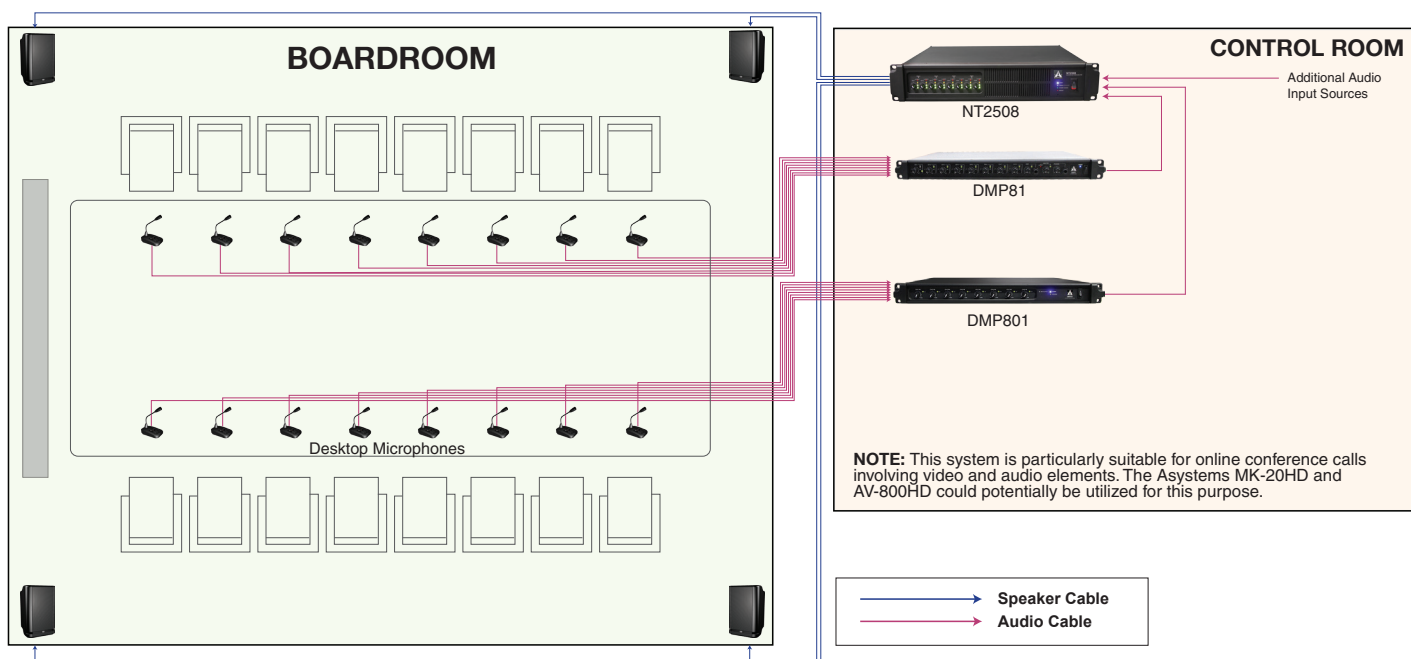 BOARDROOM
CONTROL ROOM
Additional Audio
Input Sources
NT2508
DMP81
DMP801
Desktop Microphones
NOTE: This system is particularly suitable for online conference calls
involving video and audio elements. The Asystems MK-20HD and
AV-800HD could potentially be utilized for this purpose.
Speaker Cable
Audio Cable